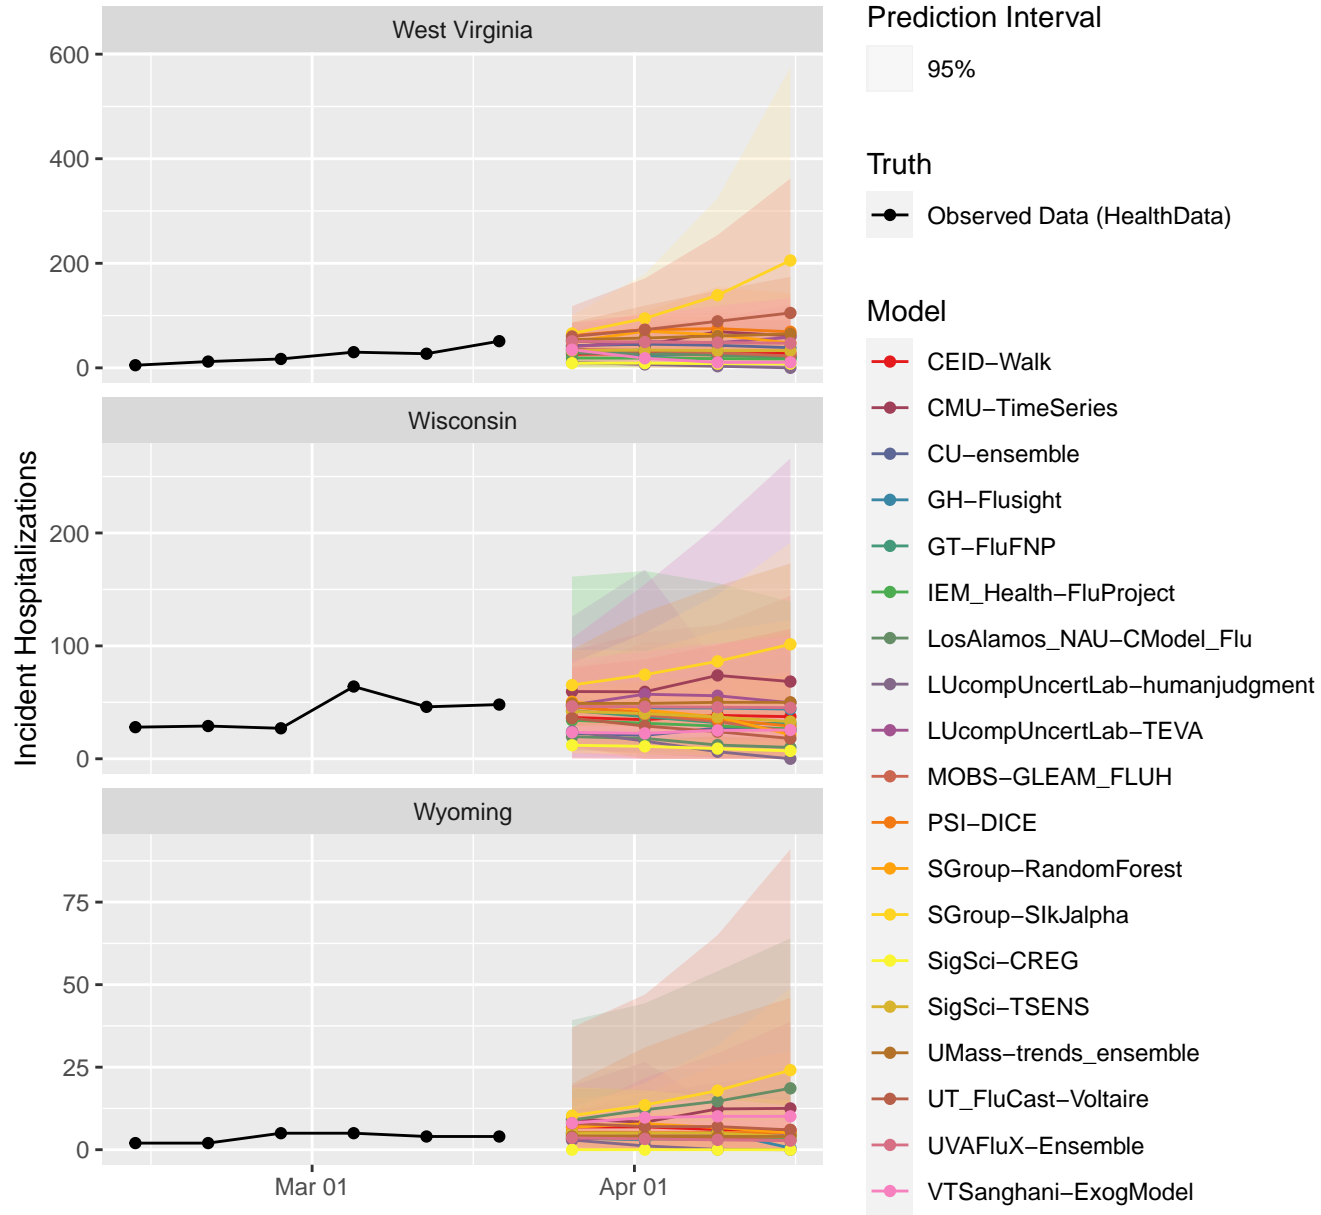 West Virginia
600
400
200
0
Wisconsin
200
100
0
Wyoming
75
50
25
0
Mar 01
Apr 01
Incident Hospitalizations
Prediction Interval
95%
Truth
Observed Data (HealthData)
Model
CEID−Walk
CMU−TimeSeries
CU−ensemble
GH−Flusight
GT−FluFNP
IEM_Health−FluProject
LosAlamos_NAU−CModel_Flu
LUcompUncertLab−humanjudgment
LUcompUncertLab−TEVA
MOBS−GLEAM_FLUH
PSI−DICE
SGroup−RandomForest
SGroup−SIkJalpha
SigSci−CREG
SigSci−TSENS
UMass−trends_ensemble
UT_FluCast−Voltaire
UVAFluX−Ensemble
VTSanghani−ExogModel